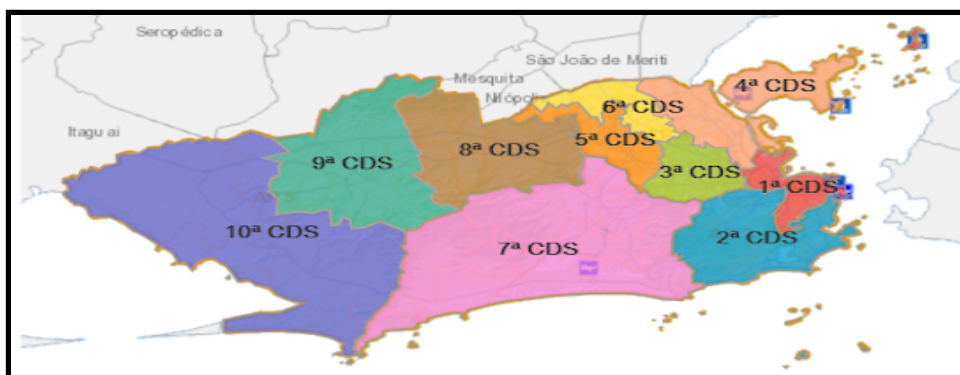 Seropédica
São João de Meriti
Mesquita
Nilópolis
Itaguai
4ª CDS
6ª CDS
5ª CDS
8ª CDS
9ª CDS
3ª CDS
1ª CDS
10ª CDS
7ª CDS
2ª CDS